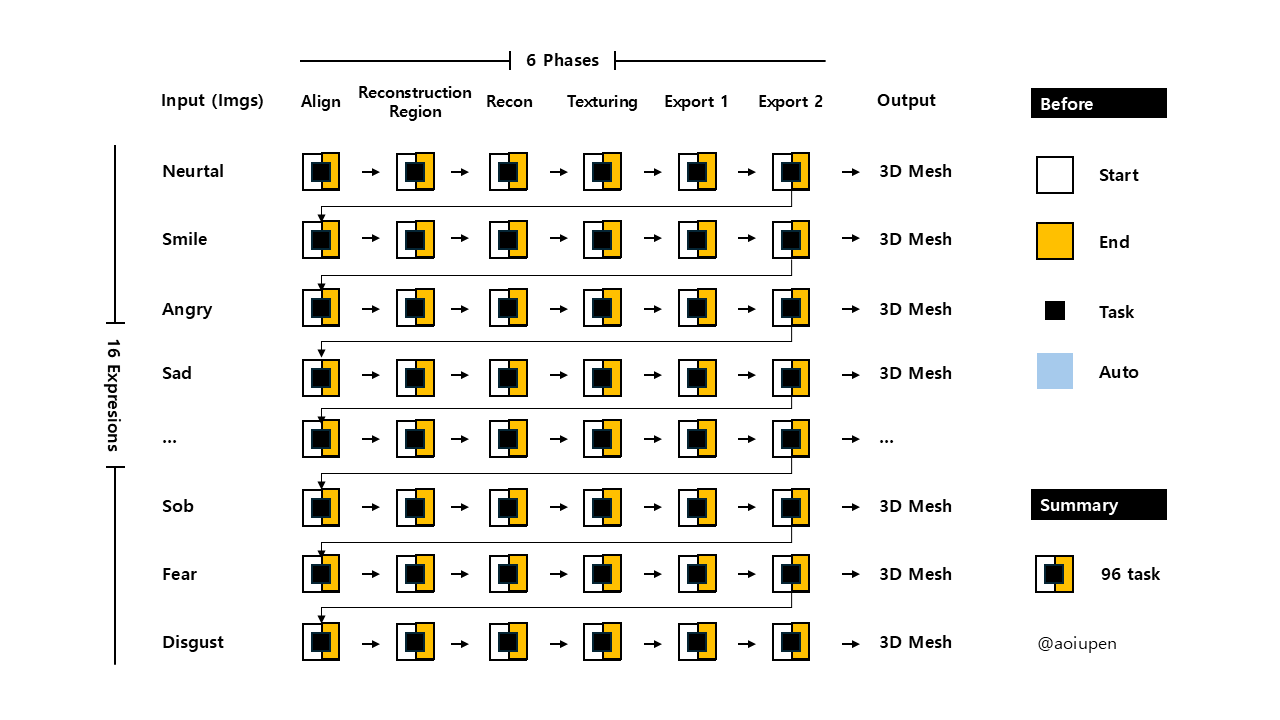 6 Phases
Input (Imgs)
Align
Reconstruction
Region
Recon
Texturing
Export 1
Export 2
Output
Before
Neurtal
3D Mesh
Start
Smile
3D Mesh
End
Angry
3D Mesh
Task
16 Expresions
Sad
3D Mesh
Auto
...
...
Sob
3D Mesh
Summary
Fear
3D Mesh
96 task
Disgust
3D Mesh
@aoiupen